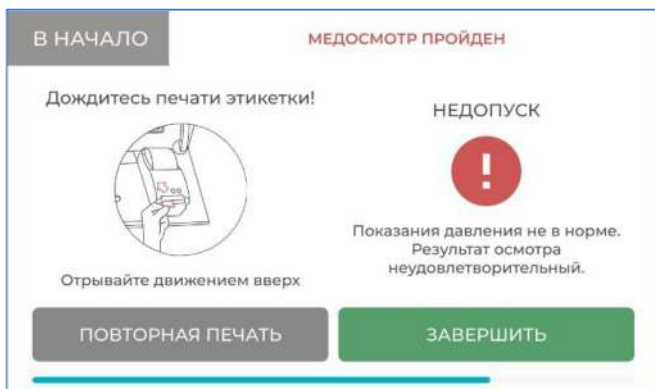 В НАЧАЛО
МЕДОСМОТР ПРОЙДЕН
Дождитесь печати этикетки!
Отрывайте движением вверх
НЕДОПУСК
!
Показания давления не в норме.
Результат осмотра
неудовлетворительный.
ПОВТОРНАЯ ПЕЧАТЬ
ЗАВЕРШИТЬ